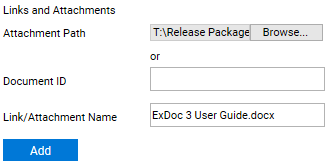 Links and Attachments
Attachment Path T:\Release Package Browse...
or
Document ID
Link/Attachment Name ExDoc 3 User Guide.docx
Add